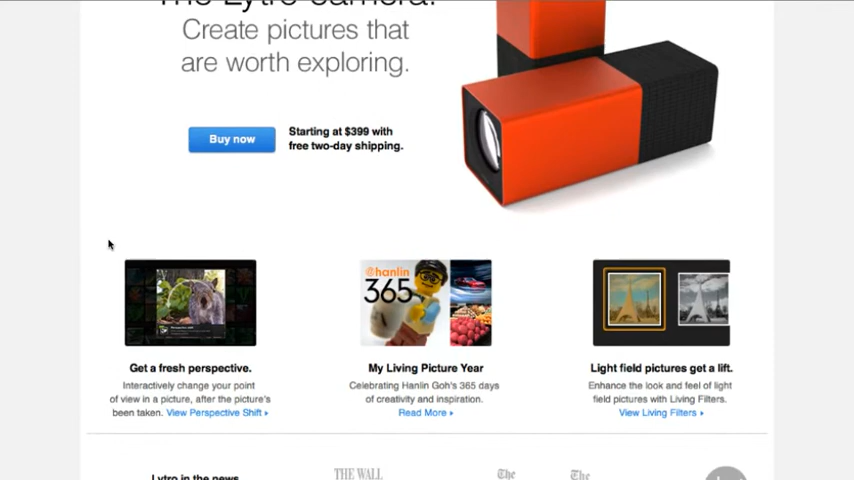 The Lytro camera.
Create pictures that
are worth exploring.
Buy now
Starting at $399 with
free two-day shipping.
@hanlin
365
Get a fresh perspective.
Interactively change your point
of view in a picture, after the picture's
been taken. View Perspective Shift ▸
My Living Picture Year
Celebrating Hanlin Goh's 365 days
of creativity and inspiration.
Read More ▸
Light field pictures get a lift.
Enhance the look and feel of light
field pictures with Living Filters.
View Living Filters ▸
Lytro in the news
THE WALL
The
The